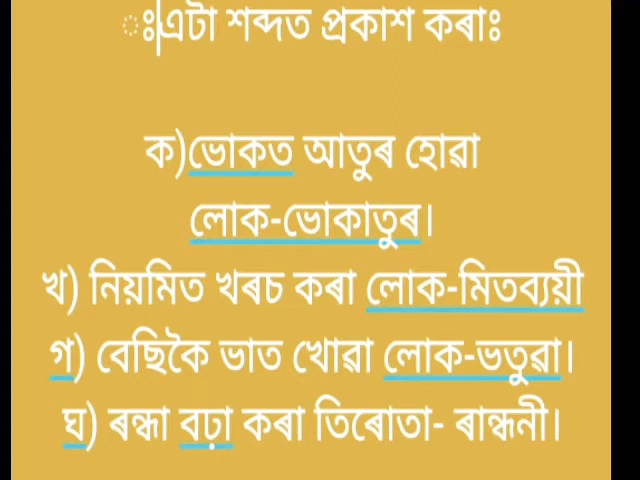 ঃএটা শব্দত প্ৰকাশ কৰাঃ
ক)ভোকত আতুৰ হোৱা
লোক-ভোকাতুৰ।
খ) নিয়মিত খৰচ কৰা লোক-মিতব্যয়ী
গ) বেছিকৈ ভাত খোৱা লোক-ভতুৱা।
ঘ) ৰন্ধা বঢ়া কৰা তিৰোতা- ৰান্ধনী।